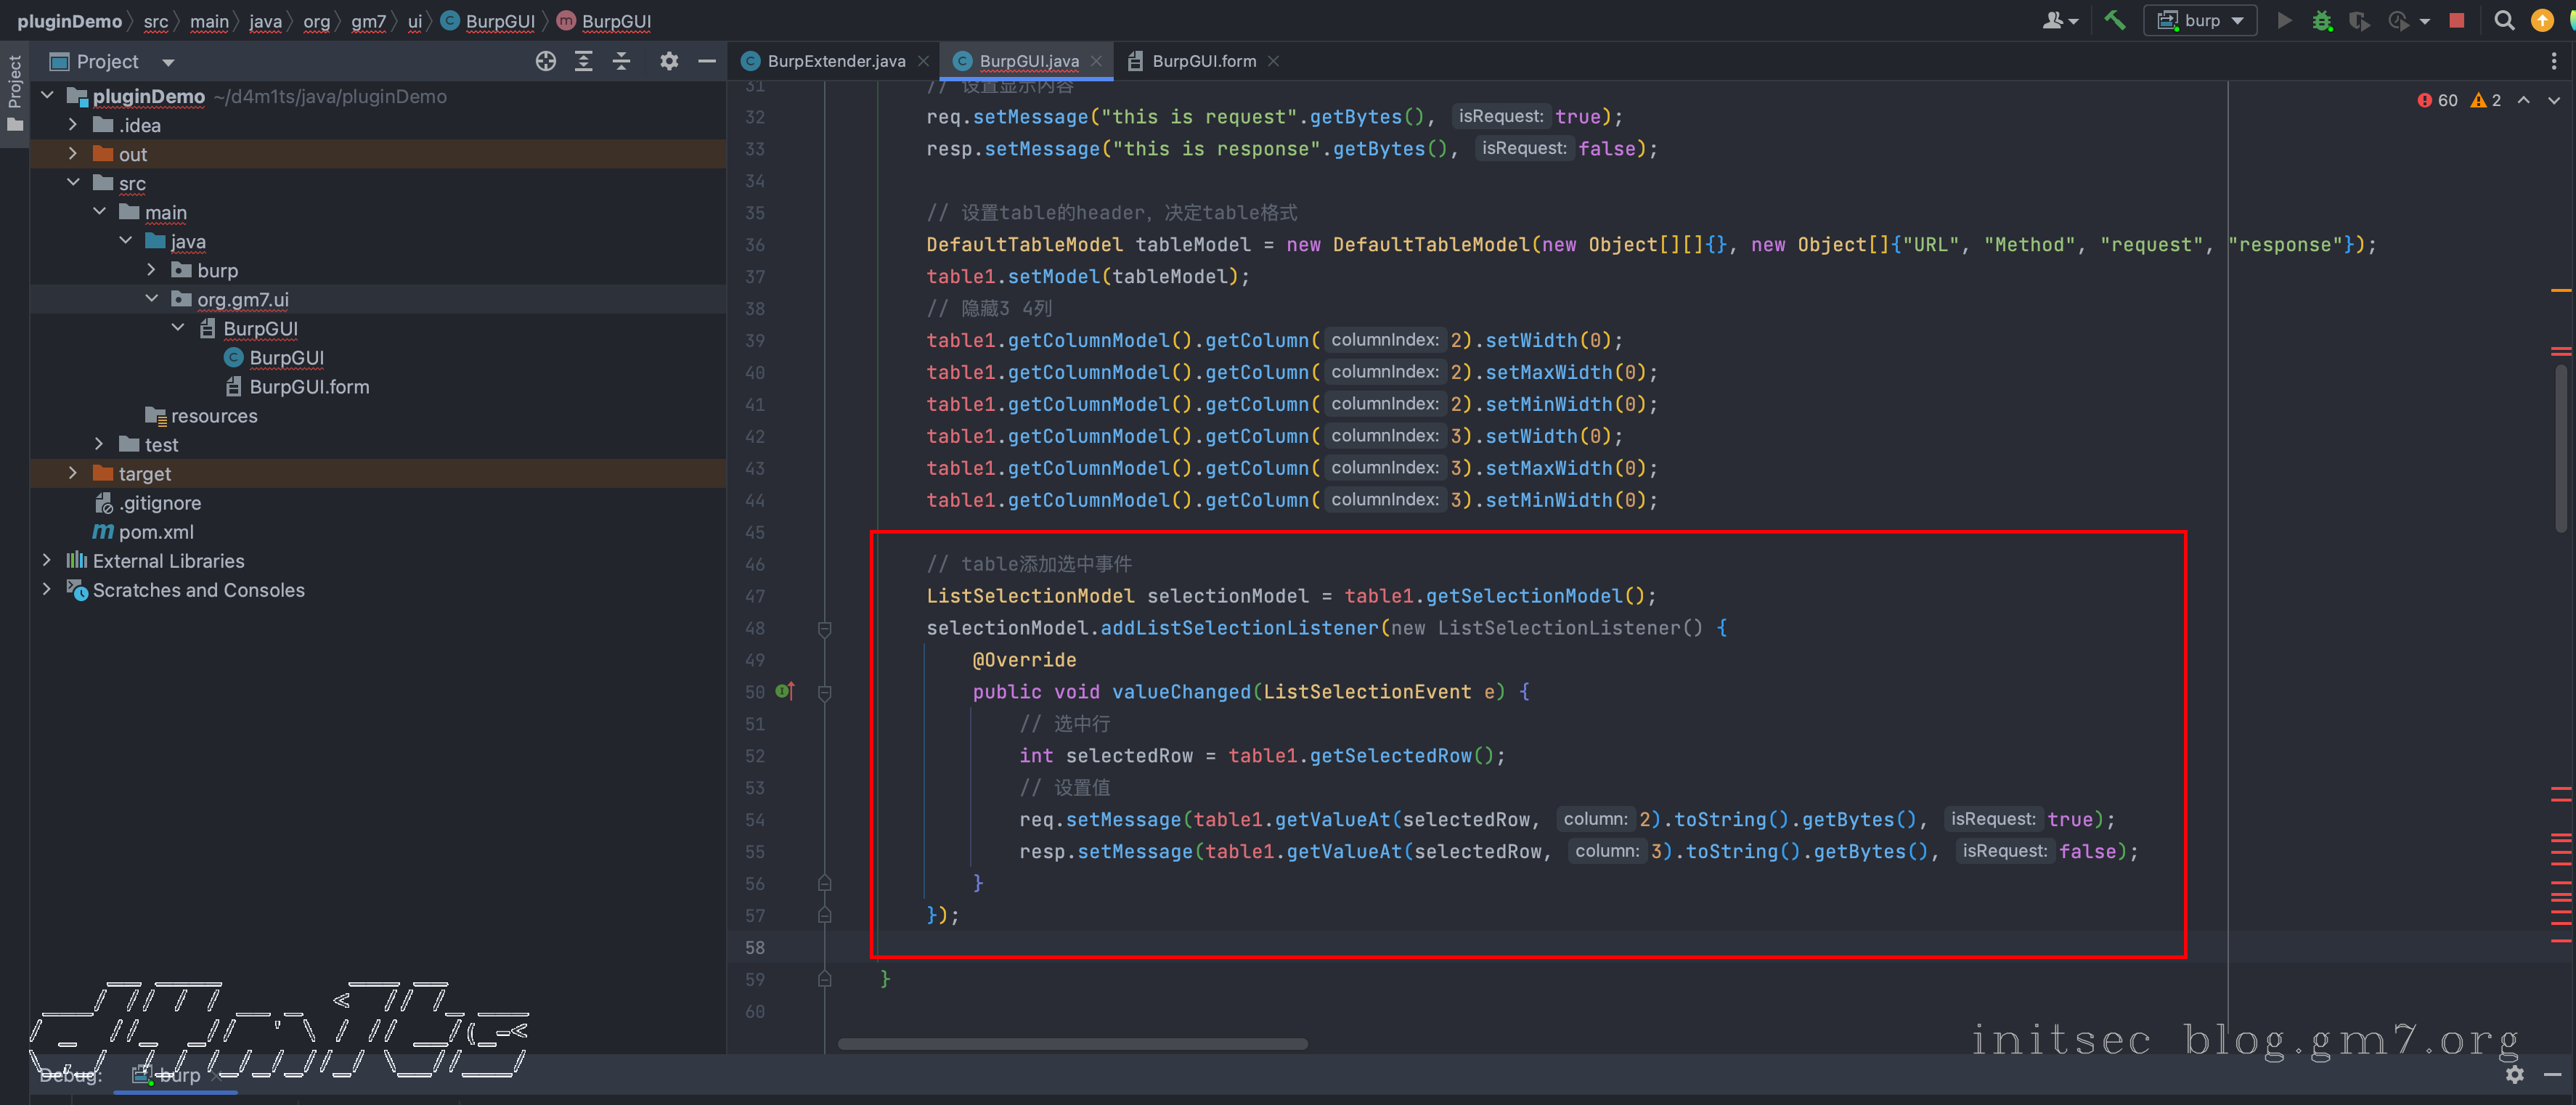 pluginDemo src main java org gm7 ui BurpGUI BurpGUI
burp
Project
Project
BurpExtender.java
BurpGUI.java
BurpGUI.form
pluginDemo ~/d4m1ts/java/pluginDemo
.idea
out
src
main
java
burp
org.gm7.ui
BurpGUI
BurpGUI
BurpGUI.form
resources
test
target
.gitignore
pom.xml
External Libraries
Scratches and Consoles
60 2
31 // 设置显示内容
32 req.setMessage("this is request".getBytes(), isRequest: true);
33 resp.setMessage("this is response".getBytes(), isRequest: false);
34
35 // 设置table的header，决定table格式
36 DefaultTableModel tableModel = new DefaultTableModel(new Object[][]{}, new Object[]{"URL", "Method", "request", "response"});
37 table1.setModel(tableModel);
38 // 隐藏3 4列
39 table1.getColumnModel().getColumn( columnIndex: 2).setWidth(0);
40 table1.getColumnModel().getColumn( columnIndex: 2).setMaxWidth(0);
41 table1.getColumnModel().getColumn( columnIndex: 2).setMinWidth(0);
42 table1.getColumnModel().getColumn( columnIndex: 3).setWidth(0);
43 table1.getColumnModel().getColumn( columnIndex: 3).setMaxWidth(0);
44 table1.getColumnModel().getColumn( columnIndex: 3).setMinWidth(0);
45
46 // table添加选中事件
47 ListSelectionModel selectionModel = table1.getSelectionModel();
48 selectionModel.addListSelectionListener(new ListSelectionListener() {
49 @Override
50 public void valueChanged(ListSelectionEvent e) {
51 // 选中行
52 int selectedRow = table1.getSelectedRow();
53 // 设置值
54 req.setMessage(table1.getValueAt(selectedRow, column: 2).toString().getBytes(), isRequest: true);
55 resp.setMessage(table1.getValueAt(selectedRow, column: 3).toString().getBytes(), isRequest: false);
56 }
57 });
58
59 }
60
initsec blog.gm7.org
Debug: burp